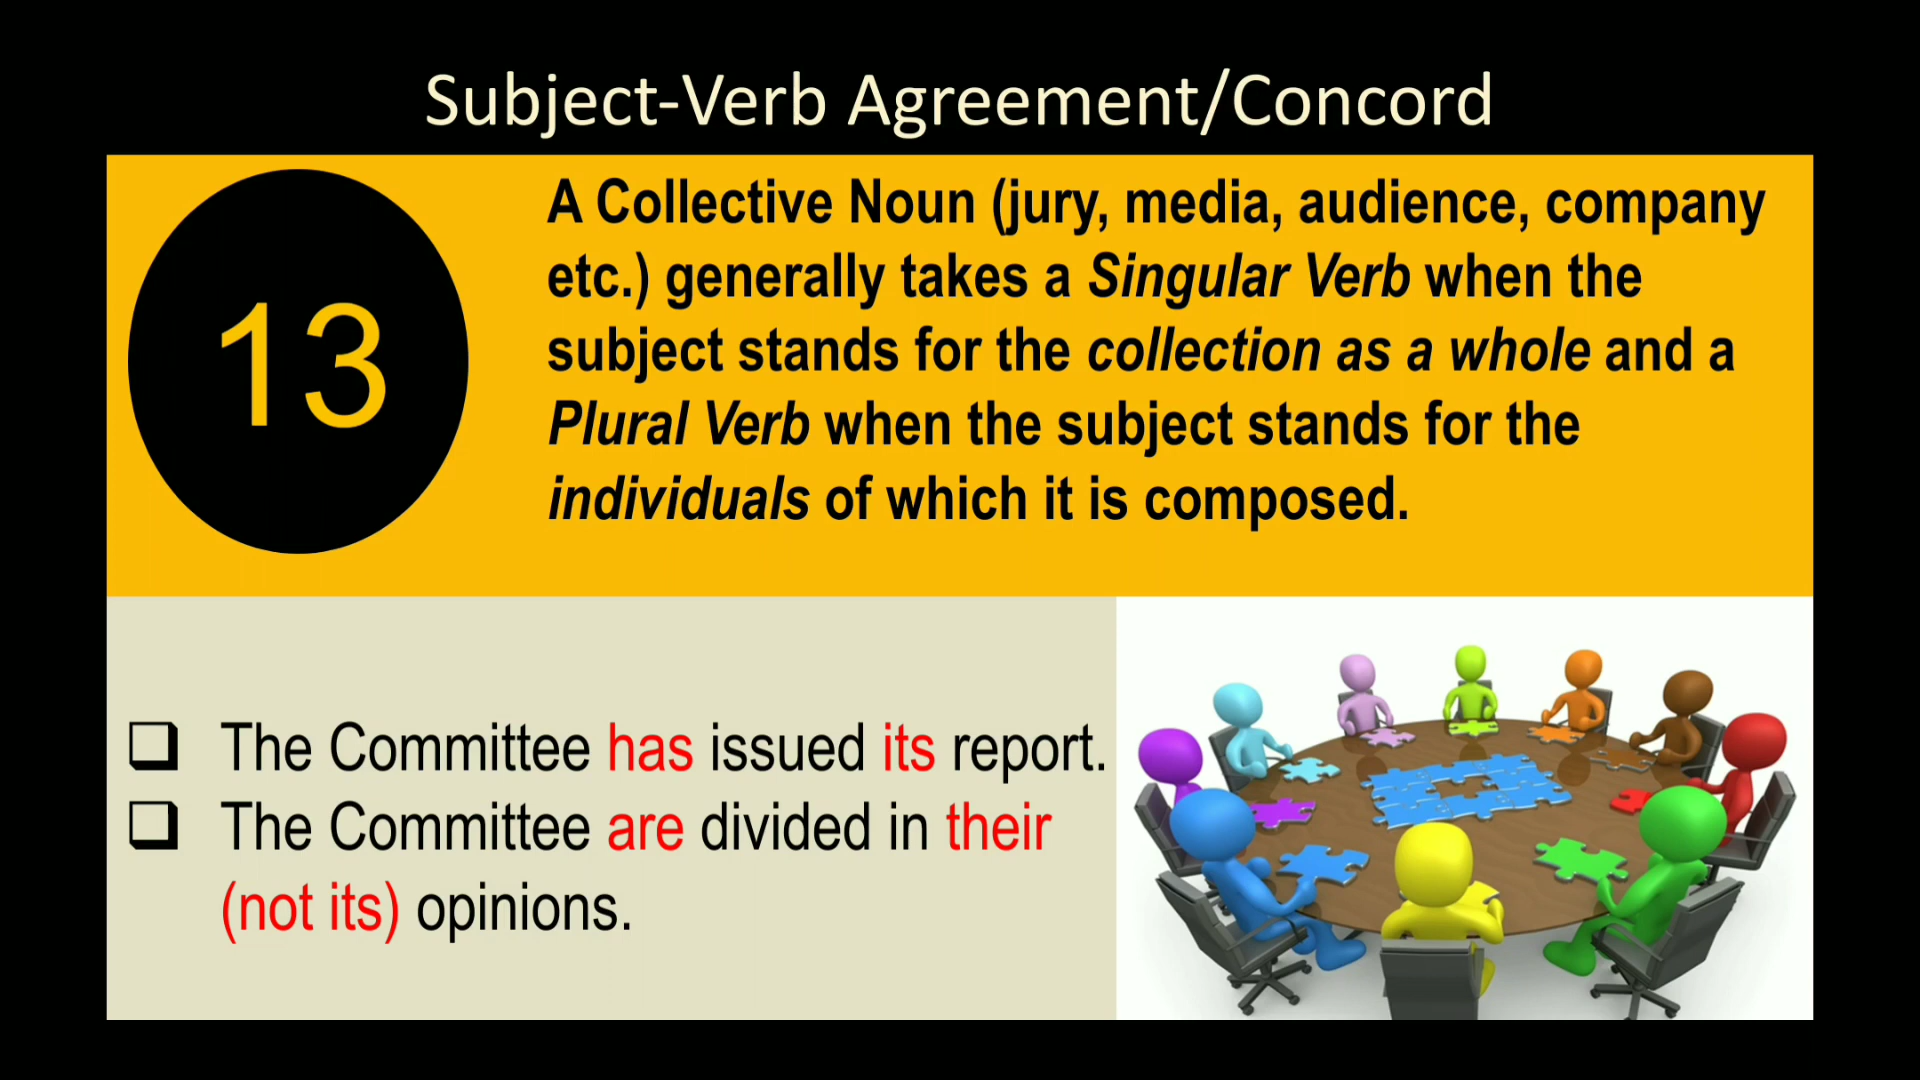 Subject-Verb Agreement/Concord
13
A Collective Noun (jury, media, audience, company
etc.) generally takes a Singular Verb when the
subject stands for the collection as a whole and a
Plural Verb when the subject stands for the
individuals of which it is composed.
The Committee has issued its report.
The Committee are divided in their
(not its) opinions.